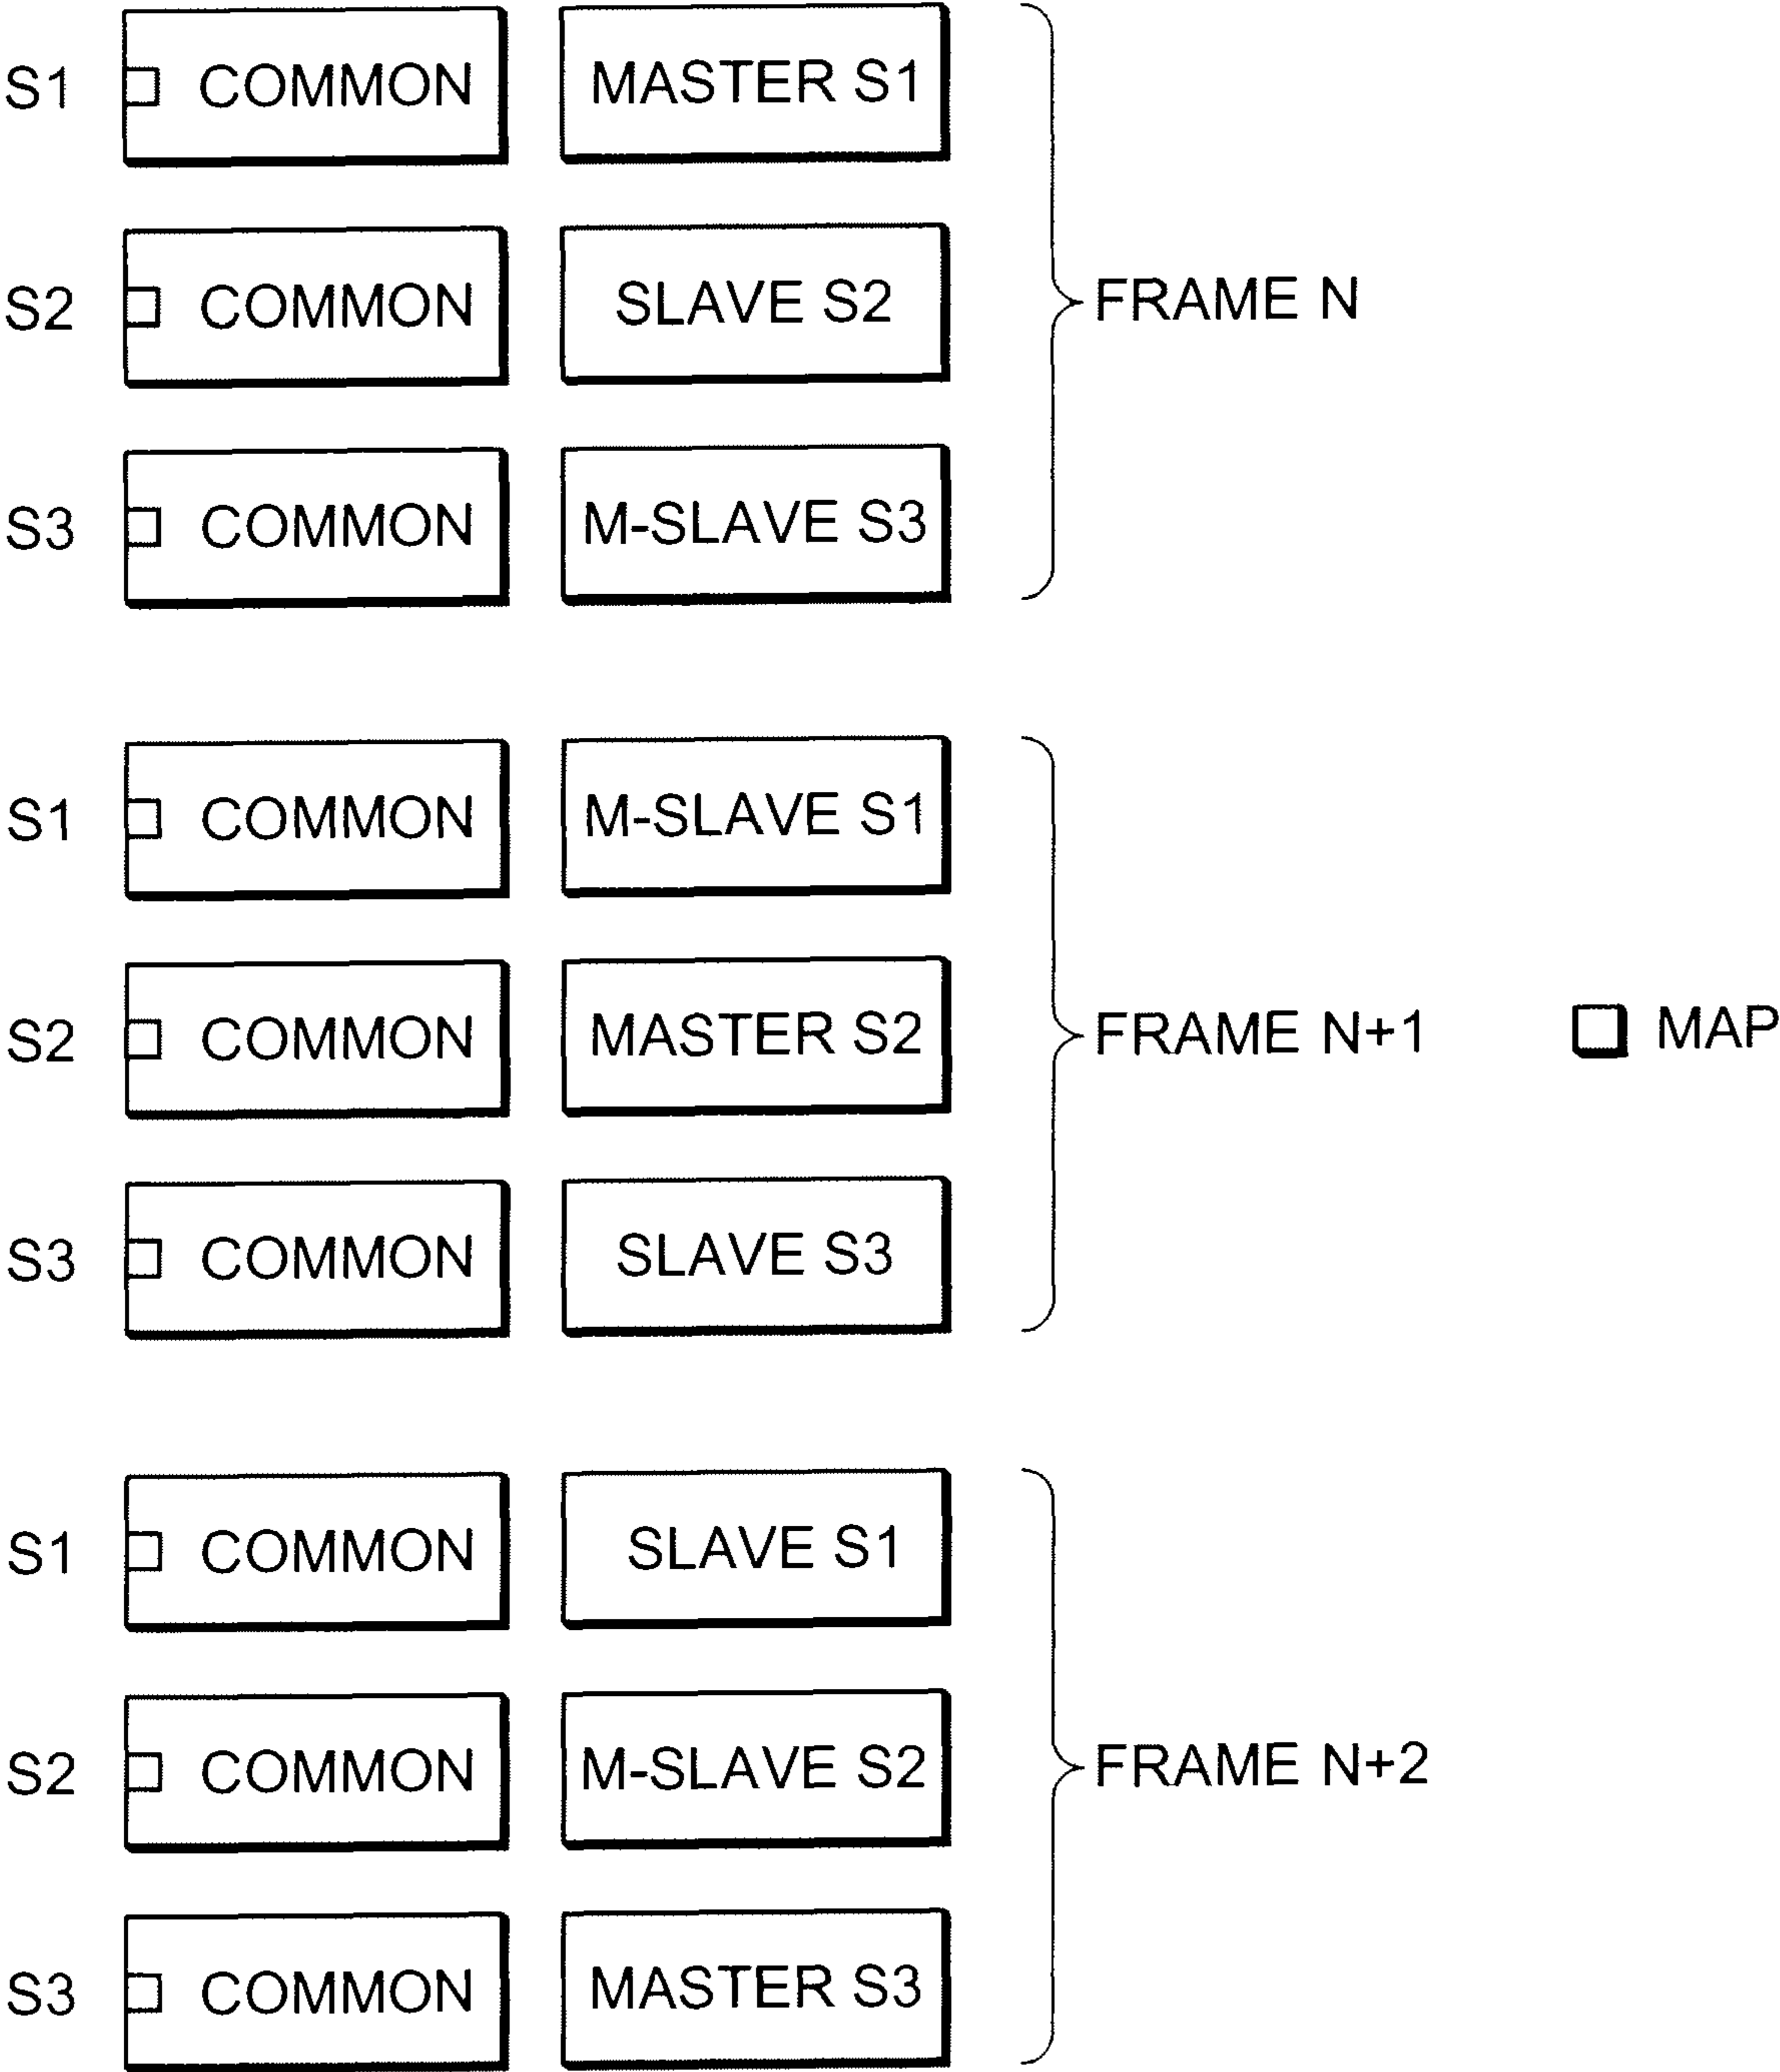 S1 COMMON MASTER S1
S2 COMMON SLAVE S2
S3 COMMON M-SLAVE S3
FRAME N
S1 COMMON M-SLAVE S1
S2 COMMON MASTER S2
S3 COMMON SLAVE S3
FRAME N+1
MAP
S1 COMMON SLAVE S1
S2 COMMON M-SLAVE S2
S3 COMMON MASTER S3
FRAME N+2